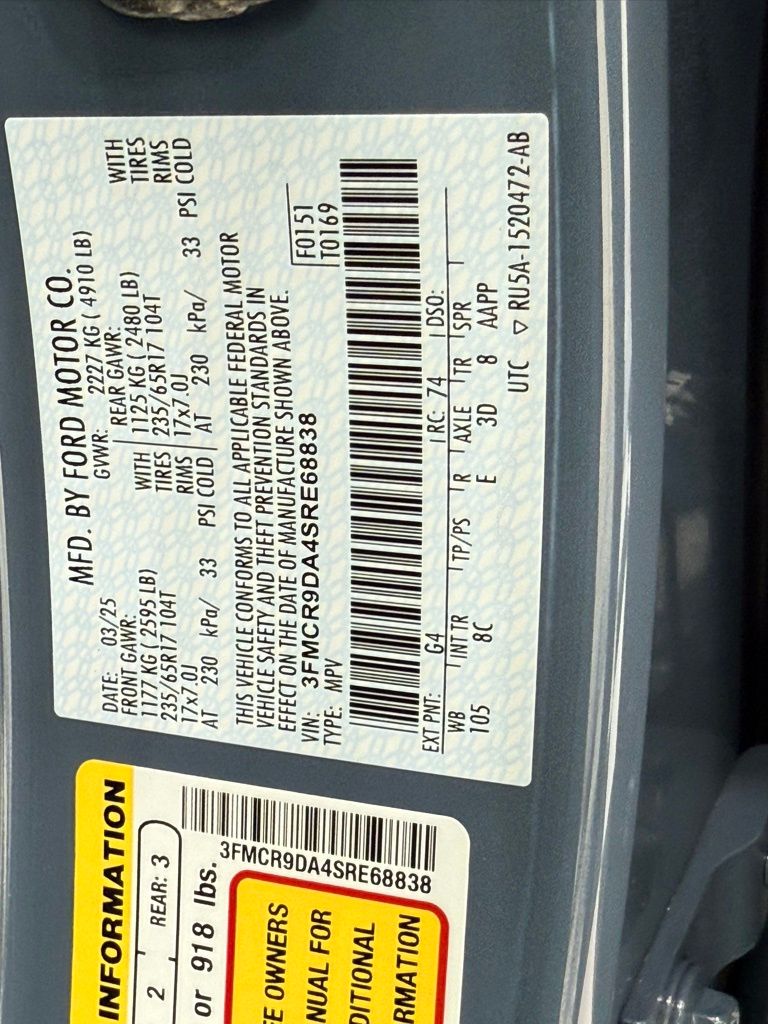 MFD. BY FORD MOTOR CO.
DATE: 03/25 GVWR: 2227 KG ( 4910 LB)
FRONT GAWR: REAR GAWR:
1177 KG ( 2595 LB) WITH 1125 KG ( 2480 LB) WITH
235/65R17 104T TIRES 235/65R17 104T TIRES
17x7.0J RIMS 17x7.0J RIMS
AT 230 kPa/ 33 PSI COLD AT 230 kPa/ 33 PSI COLD
THIS VEHICLE CONFORMS TO ALL APPLICABLE FEDERAL MOTOR
VEHICLE SAFETY AND THEFT PREVENTION STANDARDS IN
EFFECT ON THE DATE OF MANUFACTURE SHOWN ABOVE.
VIN: 3FMCR9DA4SRE68838 F0151
TYPE: MPV T0169
EXT PNT: G4 RC: 74 DSO:
WB INT TR TP/PS R AXLE TR SPR
105 8C E 3D 8 AAPP
UTC ▽ RU5A-1520472-AB
INFORMATION
2 REAR: 3
or 918 lbs.
3FMCR9DA4SRE68838
OWNERS
FOR